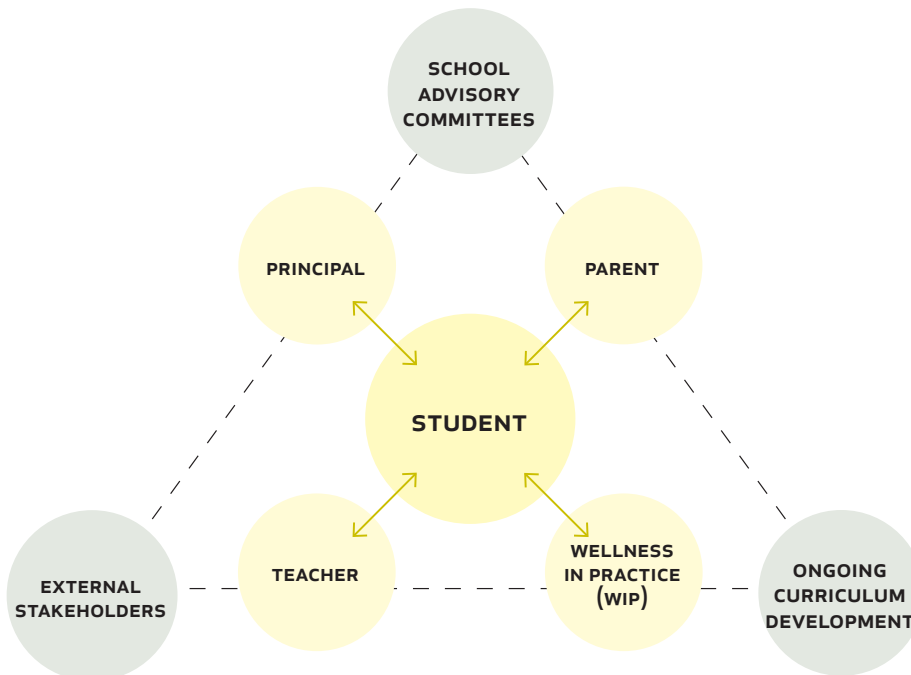 SCHOOL
ADVISORY
COMMITTEES
PRINCIPAL
PARENT
STUDENT
TEACHER
WELLNESS
IN PRACTICE
(WIP)
EXTERNAL
STAKEHOLDERS
ONGOING
CURRICULUM
DEVELOPMENT